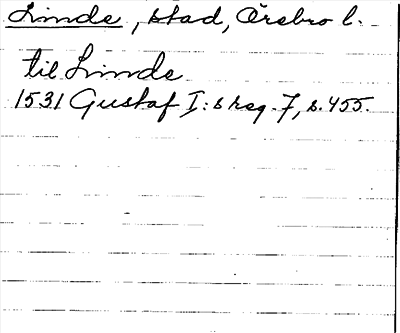 Linde, stad, Örebro l.
til Linde
1531 Gustaf I:s reg. 7, s. 455.